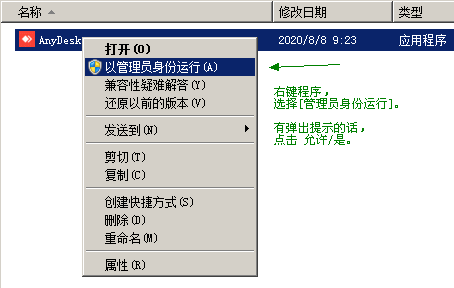 名称 修改日期 类型
AnyDesk 2020/8/8 9:23 应用程序
打开(O)
以管理员身份运行(A)
兼容性疑难解答(Y)
还原以前的版本(V)
发送到(N)
剪切(T)
复制(C)
创建快捷方式(S)
删除(D)
重命名(M)
属性(R)
右键程序,
选择[管理员身份运行]。
有弹出提示的话,
点击 允许/是。